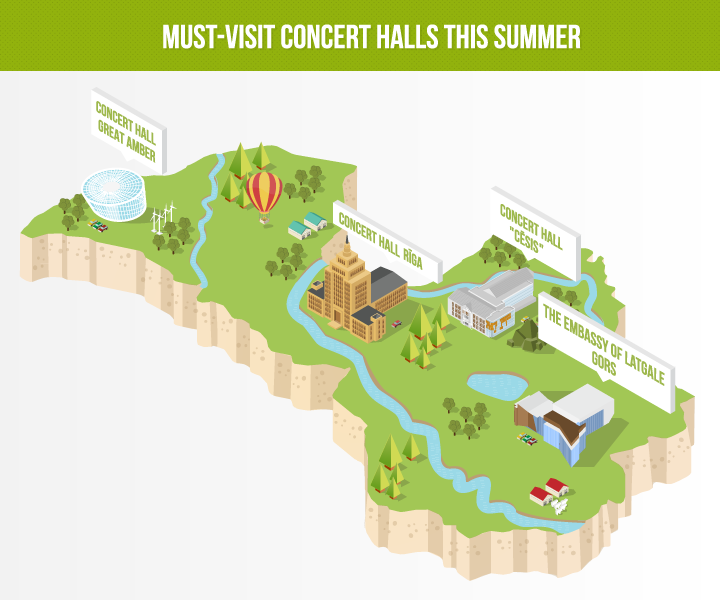 MUST-VISIT CONCERT HALLS THIS SUMMER
CONCERT HALL
GREAT AMBER
CONCERT HALL RĪGA
CONCERT HALL
"CĒSIS"
THE EMBASSY OF LATGALE
GORS